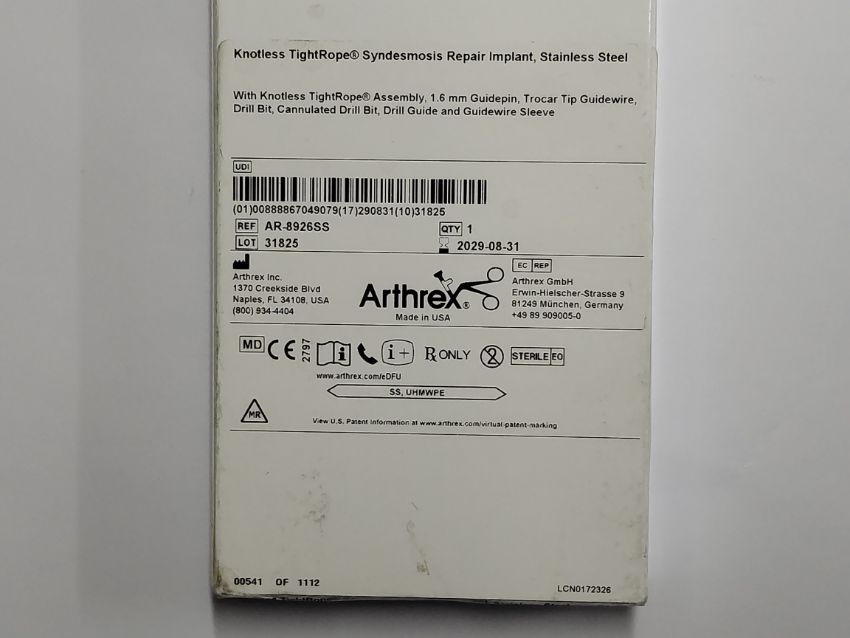 Knotless TightRope® Syndesmosis Repair Implant, Stainless Steel
With Knotless TightRope® Assembly, 1.6 mm Guidepin, Trocar Tip Guidewire,
Drill Bit, Cannulated Drill Bit, Drill Guide and Guidewire Sleeve
UDI
(01)00888867049079(17)290831(10)31825
REF AR-8926SS
QTY 1
LOT 31825
2029-08-31
Arthrex Inc.
1370 Creekside Blvd
Naples, FL 34108, USA
(800) 934-4404
Arthrex®
Made in USA
EC REP
Arthrex GmbH
Erwin-Hielscher-Strasse 9
81249 München, Germany
+49 89 909005-0
MD CE 2797 i i+ ℞ ONLY 2 STERILE EO
www.arthrex.com/eDFU
SS, UHMWPE
MR
View U.S. Patent Information at www.arthrex.com/virtual-patent-marking
00541 OF 1112
LCN0172326